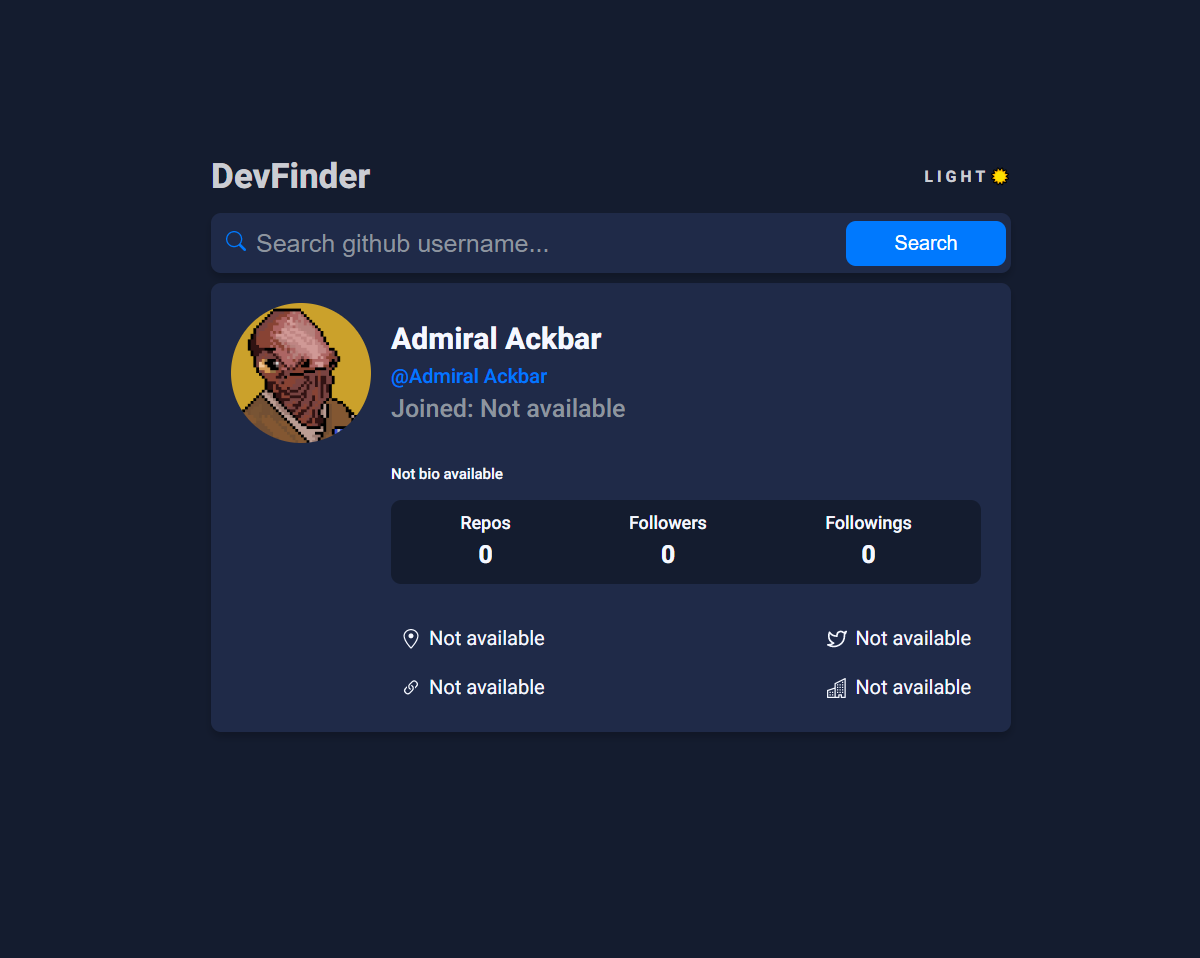 DevFinder
LIGHT
Search github username...
Search
Admiral Ackbar
@Admiral Ackbar
Joined: Not available
Not bio available
Repos Followers Followings
0 0 0
Not available Not available
Not available Not available